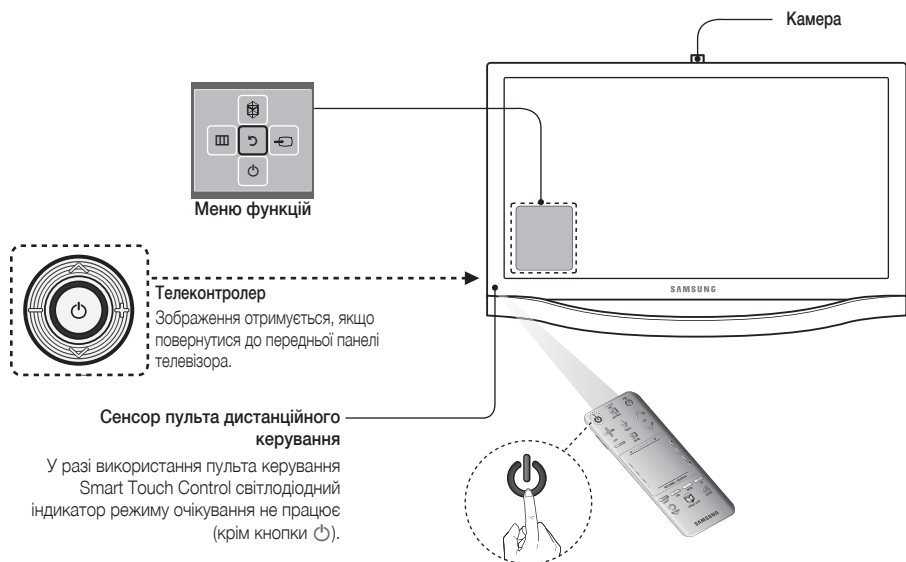 Камера
Меню функцій
SAMSUNG
Телеконтролер
Зображення отримується, якщо
повернутися до передньої панелі
телевізора.
Сенсор пульта дистанційного
керування
У разі використання пульта керування
Smart Touch Control світлодіодний
індикатор режиму очікування не працює
(крім кнопки ).
SAMSUNG